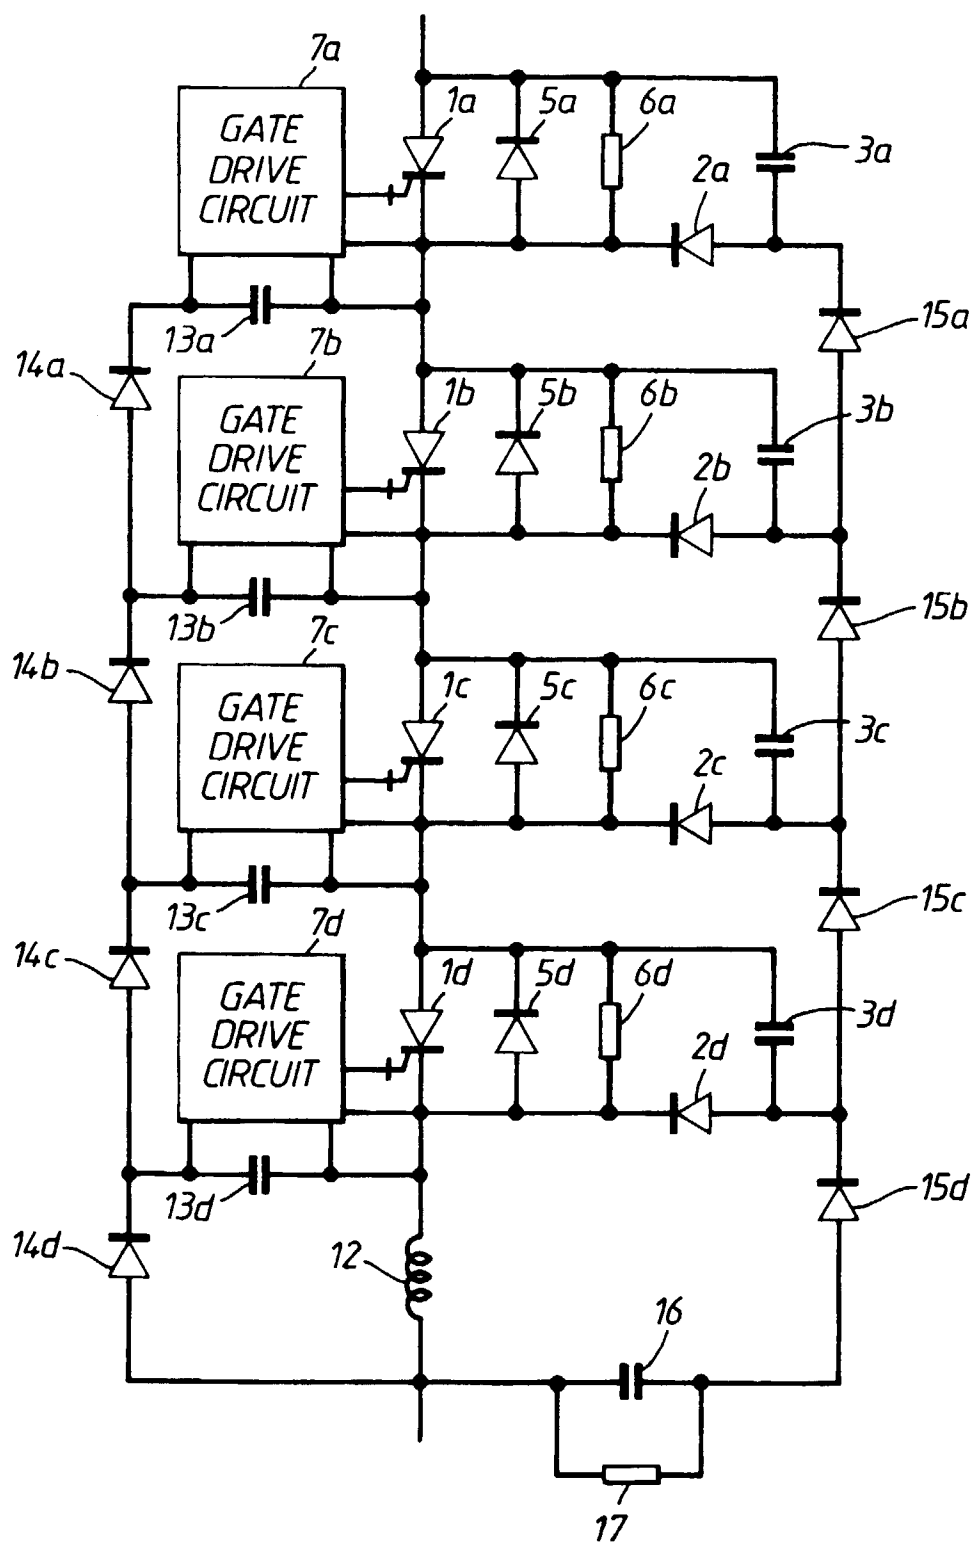 7a
1a
5a
6a
GATE
DRIVE
CIRCUIT
3a
2a
13a
15a
14a
7b
1b
5b
6b
3b
GATE
DRIVE
CIRCUIT
2b
13b
15b
14b
7c
1c
5c
6c
GATE
DRIVE
CIRCUIT
3c
2c
13c
15c
14c
7d
1d
5d
6d
GATE
DRIVE
CIRCUIT
3d
2d
13d
15d
14d
12
16
17